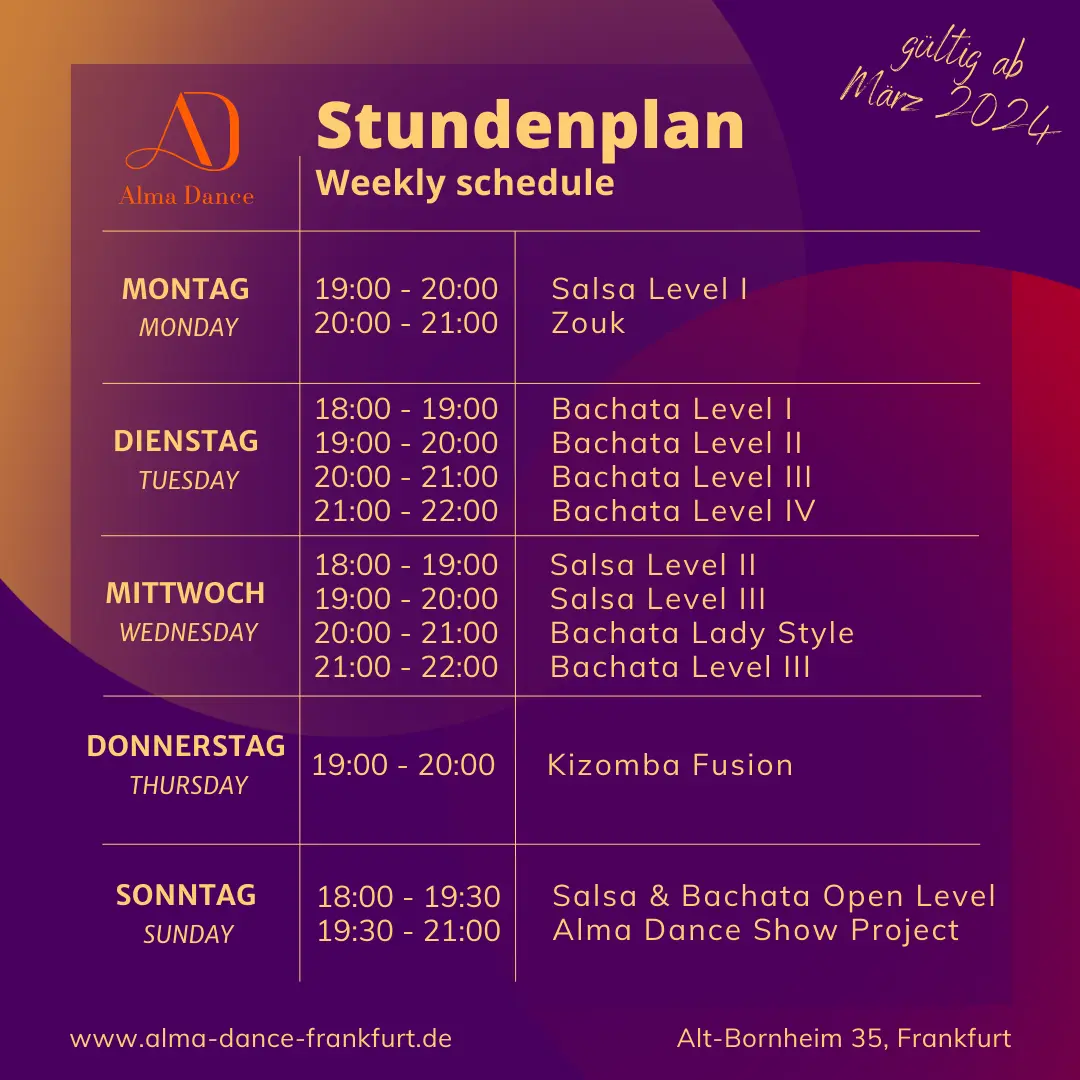 gültig ab
März 2024
AD
Alma Dance
Stundenplan
Weekly schedule
MONTAG
MONDAY
19:00 - 20:00 Salsa Level I
20:00 - 21:00 Zouk
DIENSTAG
TUESDAY
18:00 - 19:00 Bachata Level I
19:00 - 20:00 Bachata Level II
20:00 - 21:00 Bachata Level III
21:00 - 22:00 Bachata Level IV
MITTWOCH
WEDNESDAY
18:00 - 19:00 Salsa Level II
19:00 - 20:00 Salsa Level III
20:00 - 21:00 Bachata Lady Style
21:00 - 22:00 Bachata Level III
DONNERSTAG
THURSDAY
19:00 - 20:00 Kizomba Fusion
SONNTAG
SUNDAY
18:00 - 19:30 Salsa & Bachata Open Level
19:30 - 21:00 Alma Dance Show Project
www.alma-dance-frankfurt.de
Alt-Bornheim 35, Frankfurt